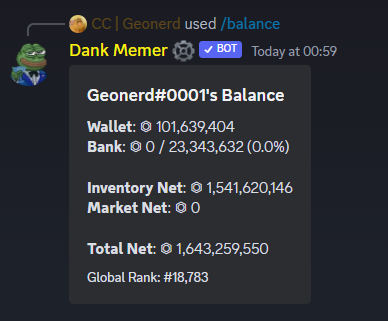 CC | Geonerd used /balance
Dank Memer ✓ BOT Today at 00:59
Geonerd#0001's Balance
Wallet: ⏣ 101,639,404
Bank: ⏣ 0 / 23,343,632 (0.0%)
Inventory Net: ⏣ 1,541,620,146
Market Net: ⏣ 0
Total Net: ⏣ 1,643,259,550
Global Rank: #18,783